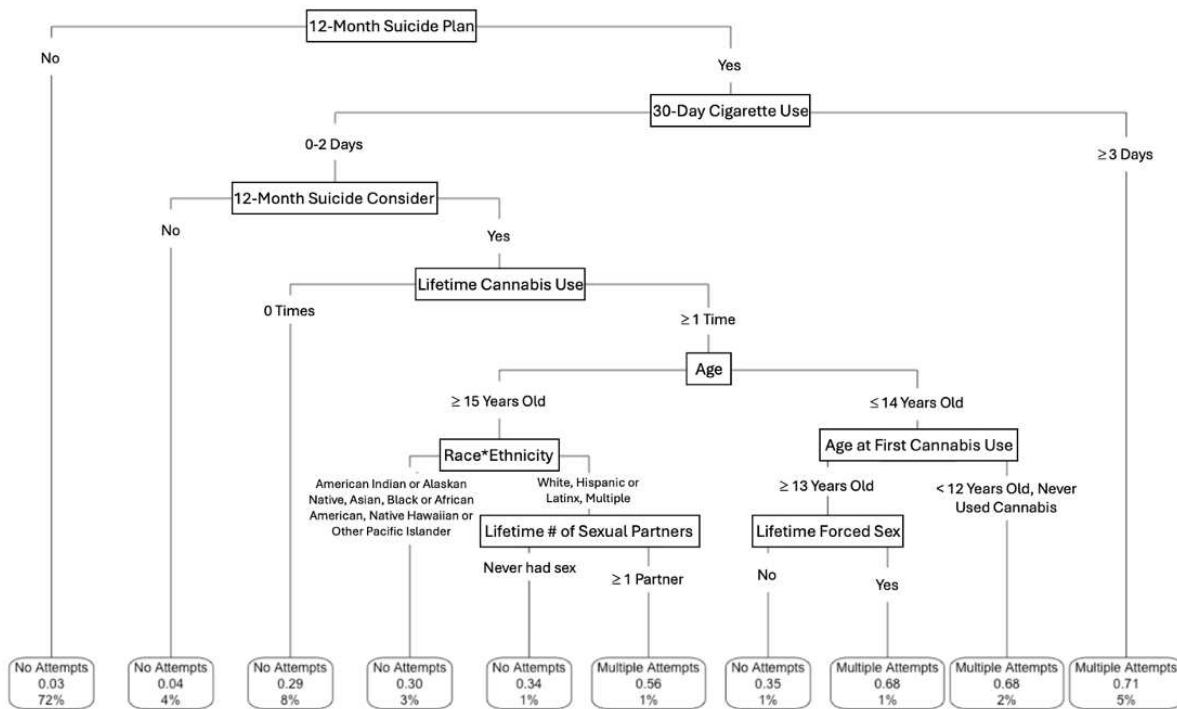 12-Month Suicide Plan
No
Yes
30-Day Cigarette Use
0-2 Days
≥ 3 Days
12-Month Suicide Consider
No
Yes
Lifetime Cannabis Use
0 Times
≥ 1 Time
Age
≥ 15 Years Old
≤ 14 Years Old
Race*Ethnicity
Age at First Cannabis Use
American Indian or Alaskan
Native, Asian, Black or African
American, Native Hawaiian or
Other Pacific Islander
White, Hispanic or
Latinx, Multiple
≥ 13 Years Old
< 12 Years Old, Never
Used Cannabis
Lifetime # of Sexual Partners
Lifetime Forced Sex
Never had sex
≥ 1 Partner
No
Yes
No Attempts
0.03
72%
No Attempts
0.04
4%
No Attempts
0.29
8%
No Attempts
0.30
3%
No Attempts
0.34
1%
Multiple Attempts
0.56
1%
No Attempts
0.35
1%
Multiple Attempts
0.68
1%
Multiple Attempts
0.68
2%
Multiple Attempts
0.71
5%